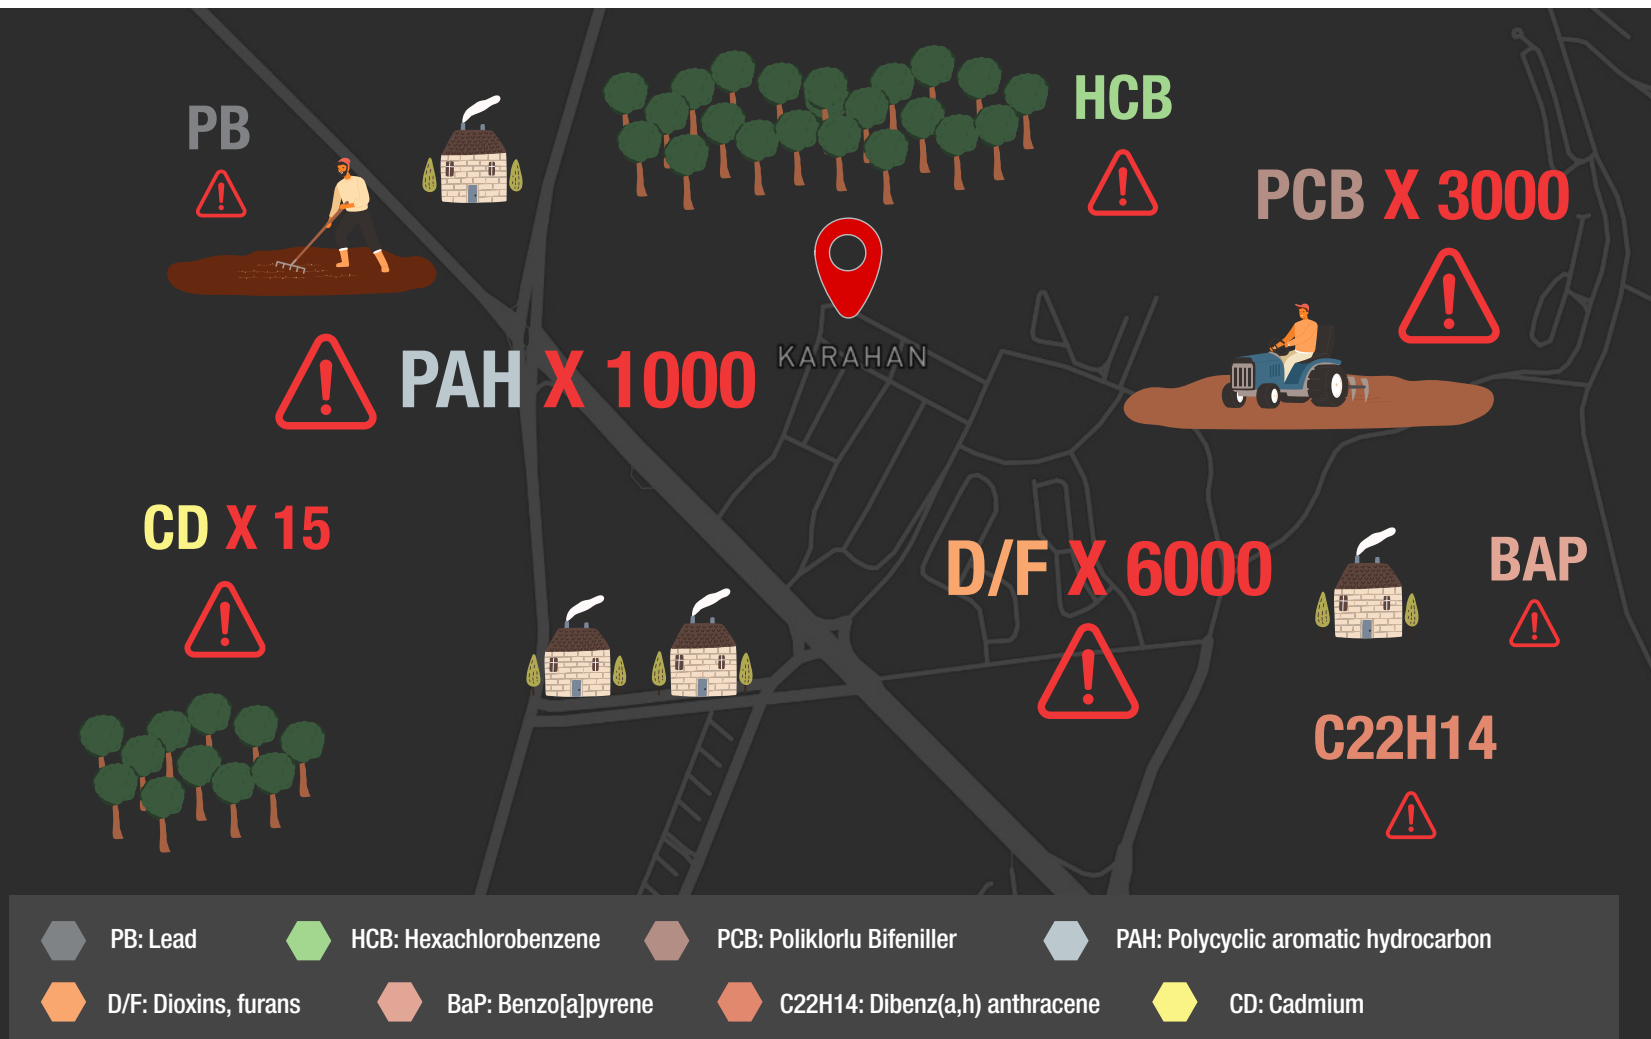 PB
HCB
PCB X 3000
PAH X 1000
KARAHAN
CD X 15
D/F X 6000
BAP
C22H14
PB: Lead
HCB: Hexachlorobenzene
PCB: Poliklorlu Bifeniller
PAH: Polycyclic aromatic hydrocarbon
D/F: Dioxins, furans
BaP: Benzo[a]pyrene
C22H14: Dibenz(a,h) anthracene
CD: Cadmium